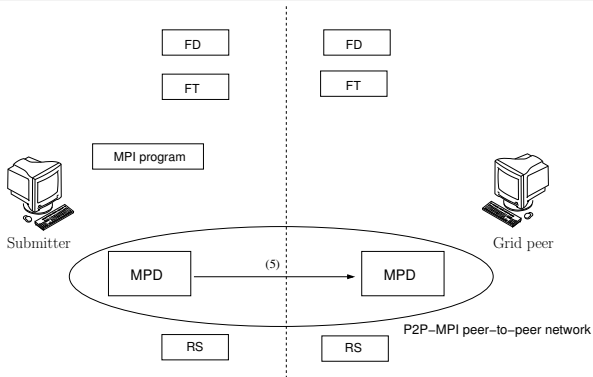 FD
FD
FT
FT
MPI program
Submitter
Grid peer
(5)
MPD
MPD
P2P−MPI peer−to−peer network
RS
RS